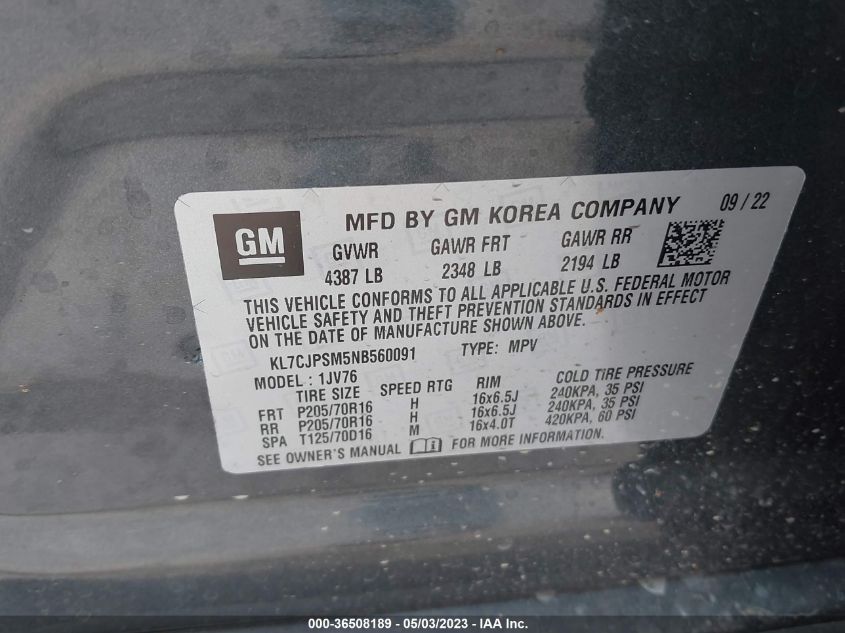 GM
MFD BY GM KOREA COMPANY 09 / 22
GVWR GAWR FRT GAWR RR
4387 LB 2348 LB 2194 LB
THIS VEHICLE CONFORMS TO ALL APPLICABLE U.S. FEDERAL MOTOR
VEHICLE SAFETY AND THEFT PREVENTION STANDARDS IN EFFECT
ON THE DATE OF MANUFACTURE SHOWN ABOVE.
KL7CJPSM5NB560091 TYPE: MPV
MODEL : 1JV76
TIRE SIZE SPEED RTG RIM COLD TIRE PRESSURE
FRT P205/70R16 H 16x6.5J 240KPA, 35 PSI
RR P205/70R16 H 16x6.5J 240KPA, 35 PSI
SPA T125/70D16 M 16x4.0T 420KPA, 60 PSI
SEE OWNER'S MANUAL FOR MORE INFORMATION.
000-36508189 - 05/03/2023 - IAA Inc.